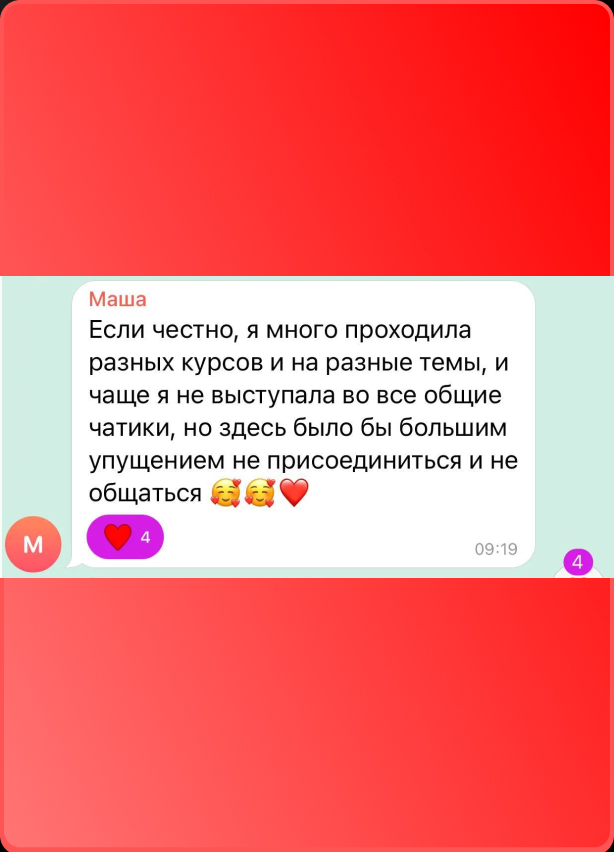 Маша
Если честно, я много проходила
разных курсов и на разные темы, и
чаще я не выступала во все общие
чатики, но здесь было бы большим
упущением не присоединиться и не
общаться 🥰🥰❤️
М
❤️ 4
09:19
4